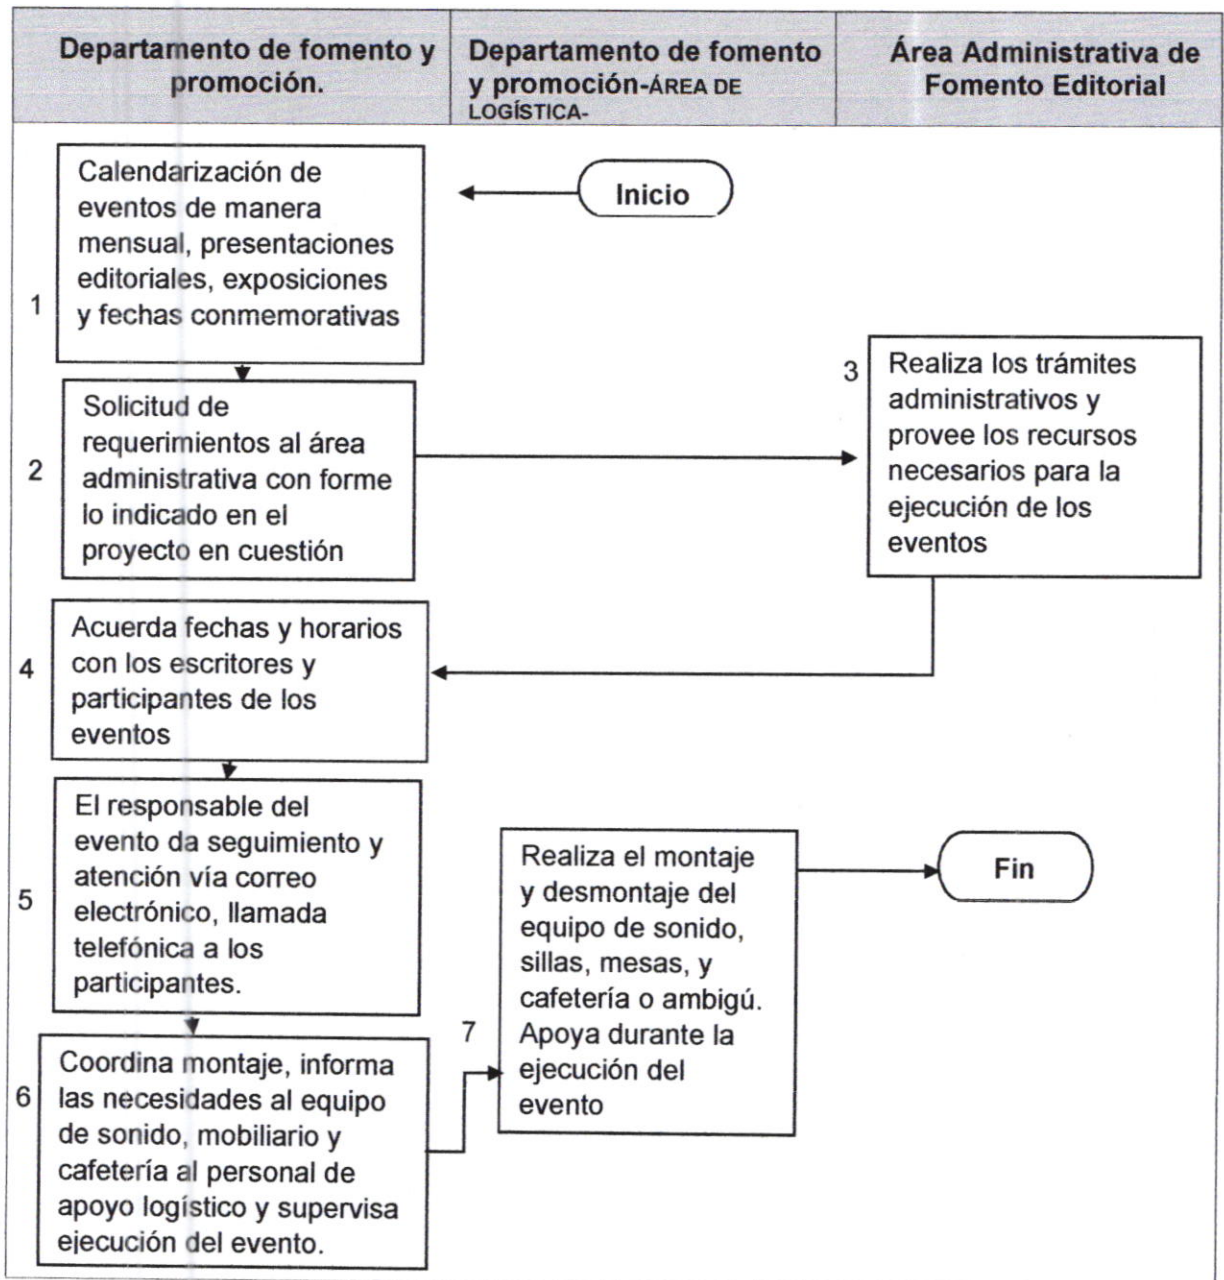 Departamento de fomento y
promoción.
Departamento de fomento
y promoción-ÁREA DE
LOGÍSTICA-
Área Administrativa de
Fomento Editorial
Inicio
1
Calendarización de
eventos de manera
mensual, presentaciones
editoriales, exposiciones
y fechas conmemorativas
2
Solicitud de
requerimientos al área
administrativa con forme
lo indicado en el
proyecto en cuestión
3
Realiza los trámites
administrativos y
provee los recursos
necesarios para la
ejecución de los
eventos
4
Acuerda fechas y horarios
con los escritores y
participantes de los
eventos
5
El responsable del
evento da seguimiento y
atención vía correo
electrónico, llamada
telefónica a los
participantes.
6
Coordina montaje, informa
las necesidades al equipo
de sonido, mobiliario y
cafetería al personal de
apoyo logístico y supervisa
ejecución del evento.
7
Realiza el montaje
y desmontaje del
equipo de sonido,
sillas, mesas, y
cafetería o ambigú.
Apoya durante la
ejecución del
evento
Fin